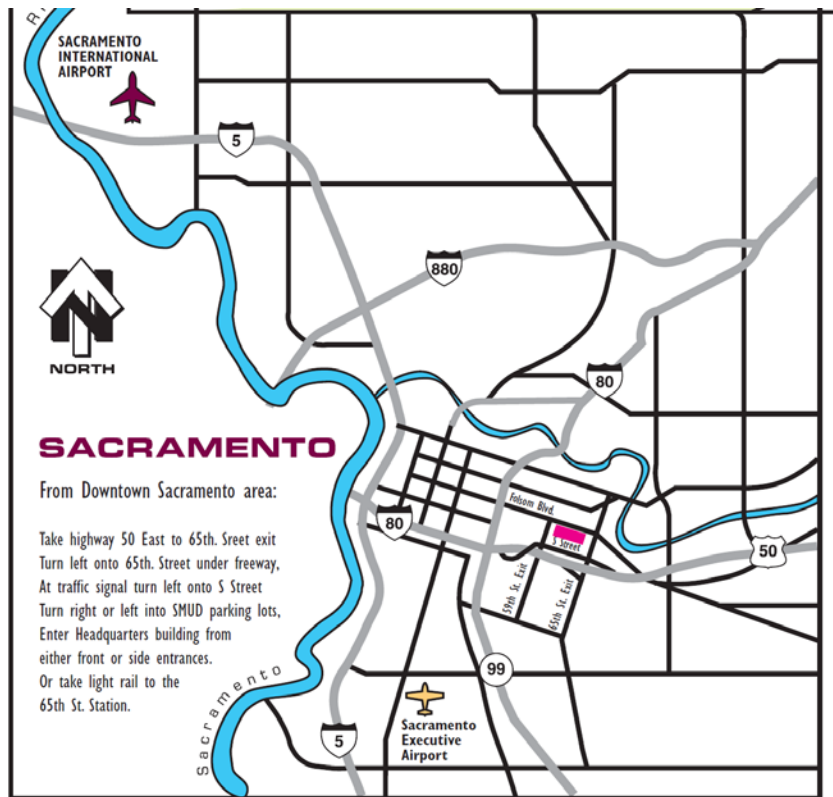 Ri
SACRAMENTO
INTERNATIONAL
AIRPORT
5
880
NORTH
80
SACRAMENTO
From Downtown Sacramento area:
Take highway 50 East to 65th. Sreet exit
Turn left onto 65th. Street under freeway,
At traffic signal turn left onto S Street
Turn right or left into SMUD parking lots,
Enter Headquarters building from
either front or side entrances.
Or take light rail to the
65th St. Station.
Folsom Blvd.
80
S Street
50
59th St. Exit
65th St. Exit
99
Sacramento
Sacramento
Executive
Airport
5